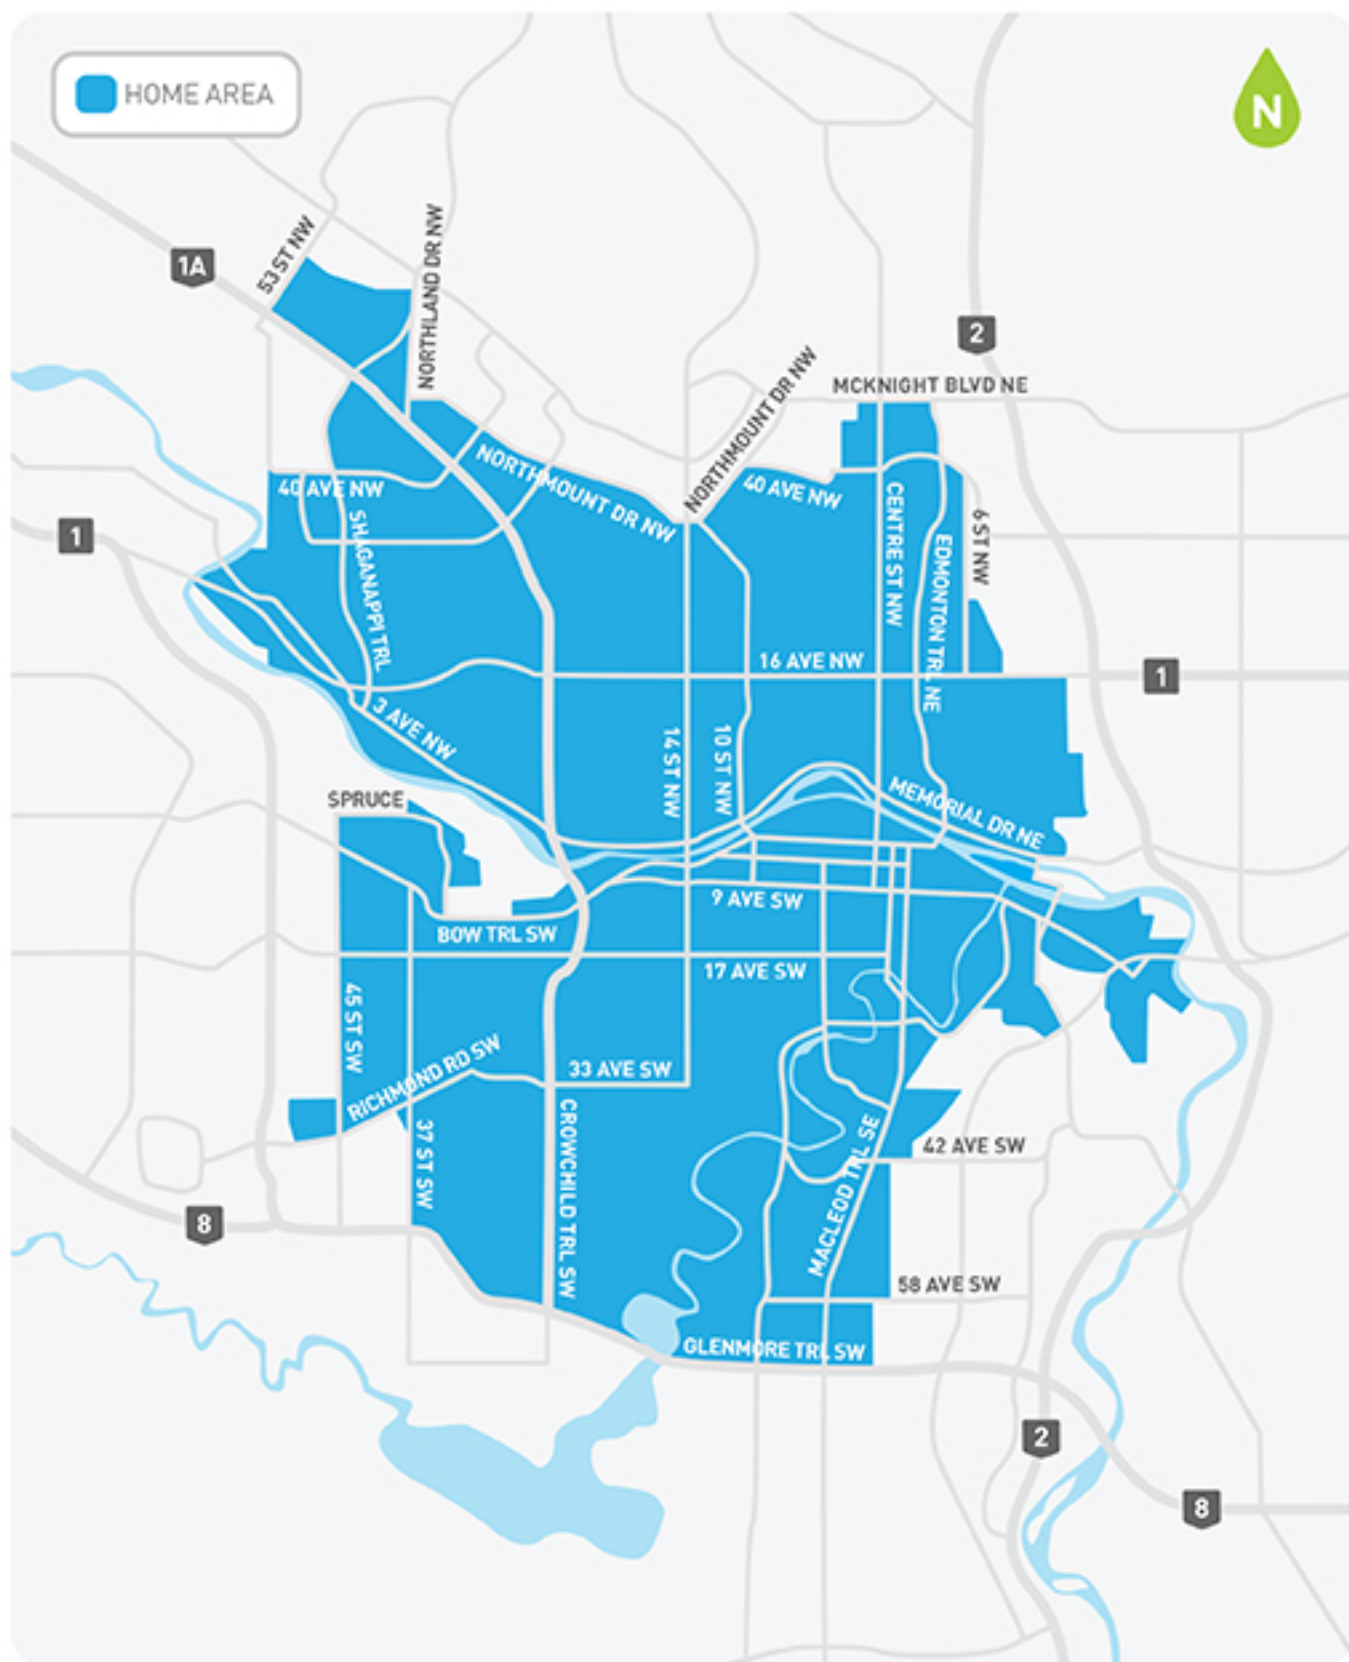 HOME AREA
N
1A
53 ST NW
NORTHLAND DR NW
2
NORTHMOUNT DR NW
MCKNIGHT BLVD NE
NORTHMOUNT DR NW
40 AVE NW
40 AVE NW
1
SHAGANAPPI TRL
CENTRE ST NW
EDMONTON TRL NE
6 ST NW
16 AVE NW
1
3 AVE NW
14 ST NW
10 ST NW
MEMORIAL DR NE
SPRUCE
9 AVE SW
BOW TRL SW
17 AVE SW
45 ST SW
RICHMOND RD SW
33 AVE SW
37 ST SW
CROWCHILD TRL SW
MACLEOD TRL SE
42 AVE SW
8
58 AVE SW
GLENMORE TRL SW
2
8